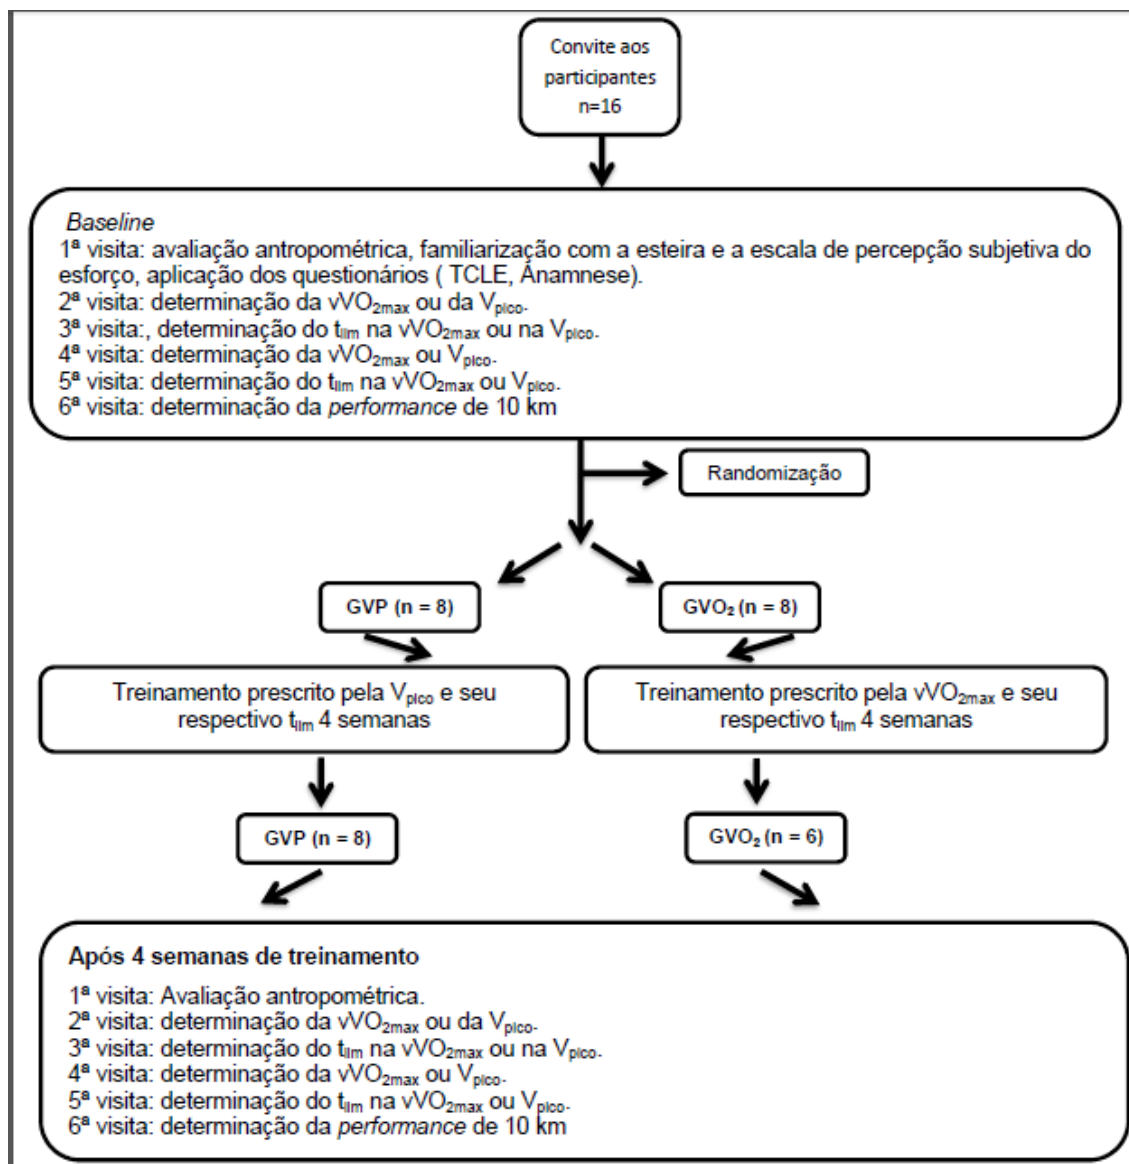 Convite aos
participantes
n=16
Baseline
1ª visita: avaliação antropométrica, familiarização com a esteira e a escala de percepção subjetiva do
esforço, aplicação dos questionários ( TCLE, Anamnese).
2ª visita: determinação da vVO₂max ou da Vpico.
3ª visita:, determinação do tlim na vVO₂max ou na Vpico.
4ª visita: determinação da vVO₂max ou Vpico.
5ª visita: determinação do tlim na vVO₂max ou Vpico.
6ª visita: determinação da performance de 10 km
Randomização
GVP (n = 8)
GVO₂ (n = 8)
Treinamento prescrito pela Vpico e seu
respectivo tlim 4 semanas
Treinamento prescrito pela vVO₂max e seu
respectivo tlim 4 semanas
GVP (n = 8)
GVO₂ (n = 6)
Após 4 semanas de treinamento
1ª visita: Avaliação antropométrica.
2ª visita: determinação da vVO₂max ou da Vpico.
3ª visita: determinação do tlim na vVO₂max ou na Vpico.
4ª visita: determinação da vVO₂max ou Vpico.
5ª visita: determinação do tlim na vVO₂max ou Vpico.
6ª visita: determinação da performance de 10 km